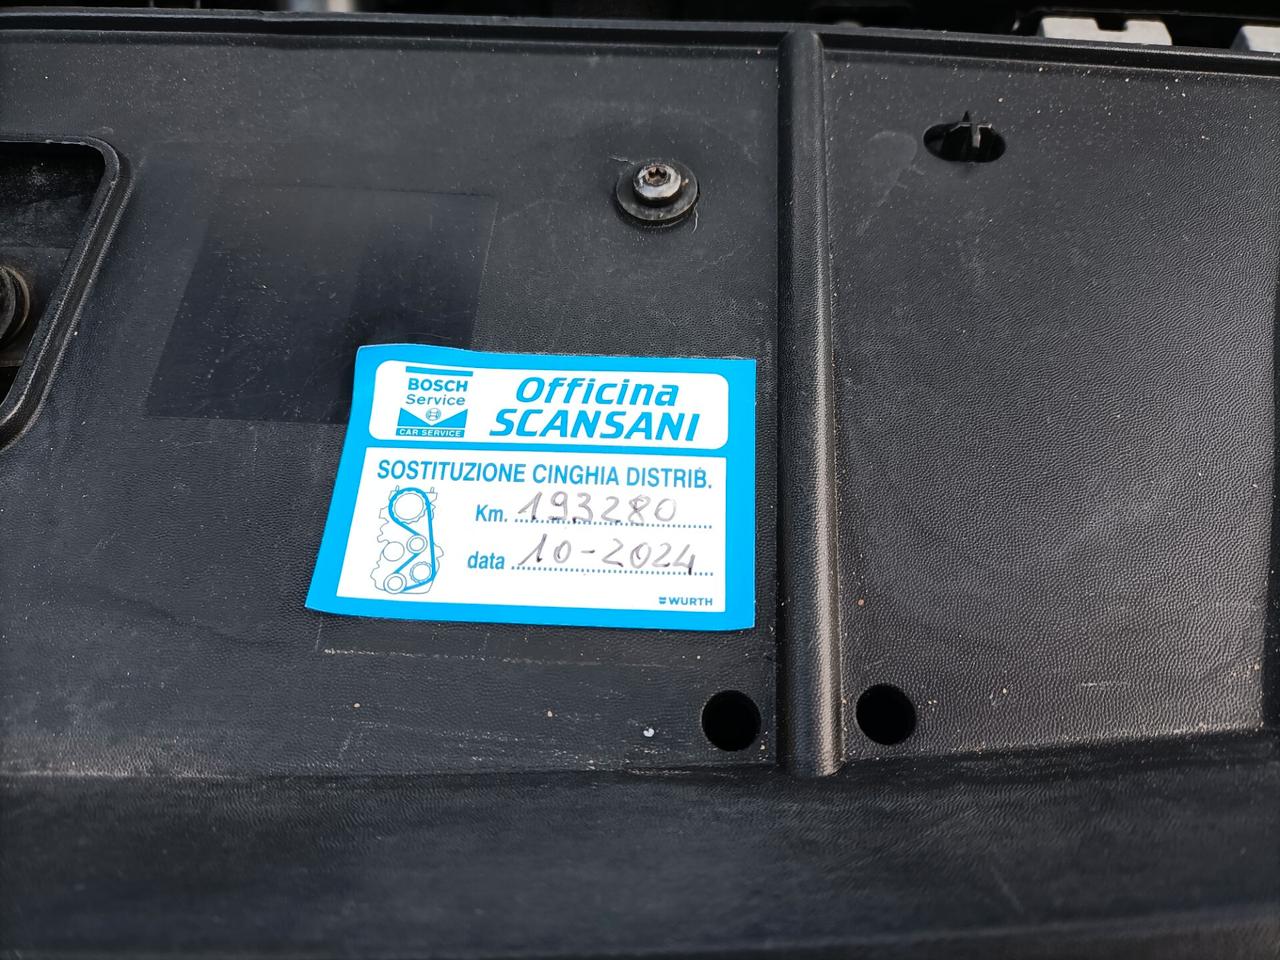 BOSCH
Service
CAR SERVICE
Officina
SCANSANI
SOSTITUZIONE CINGHIA DISTRIB.
Km. 193280
data 10-2024
WURTH